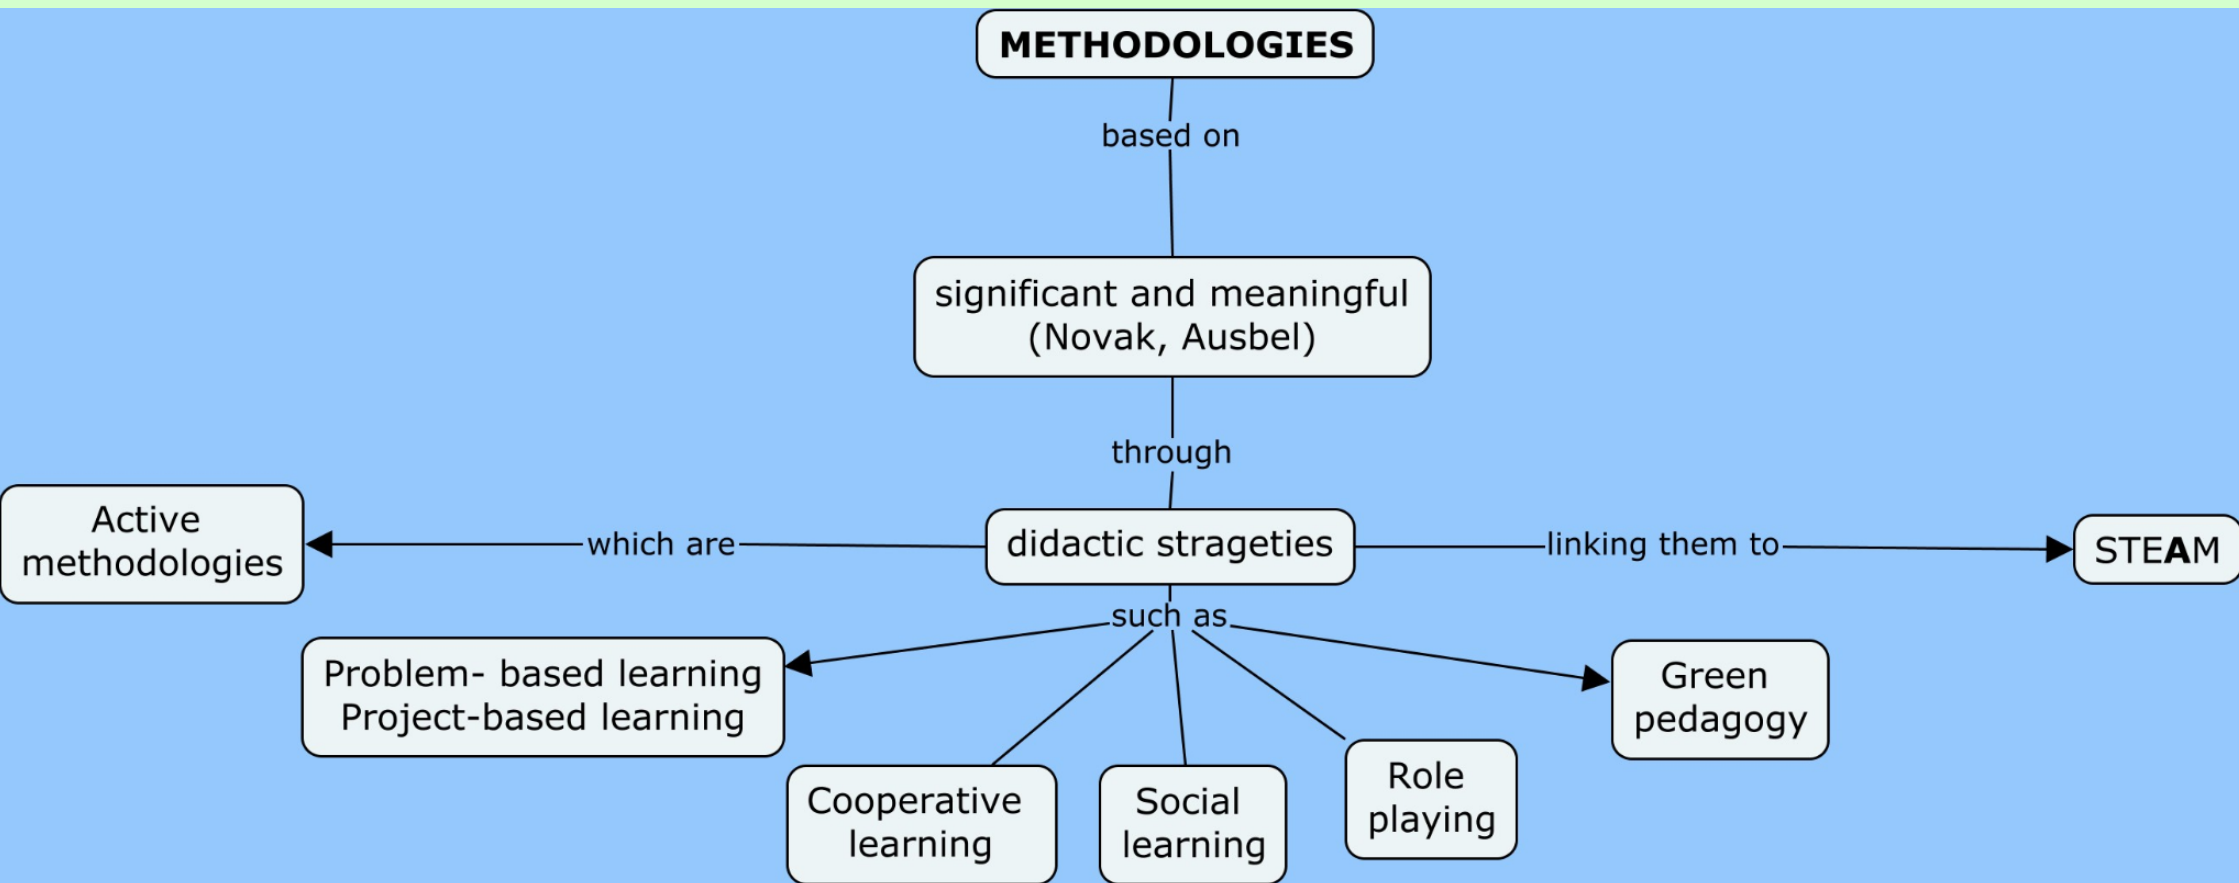 METHODOLOGIES
based on
significant and meaningful
(Novak, Ausbel)
through
Active
methodologies
which are
didactic strageties
linking them to
STEAM
such as
Problem- based learning
Project-based learning
Cooperative
learning
Social
learning
Role
playing
Green
pedagogy